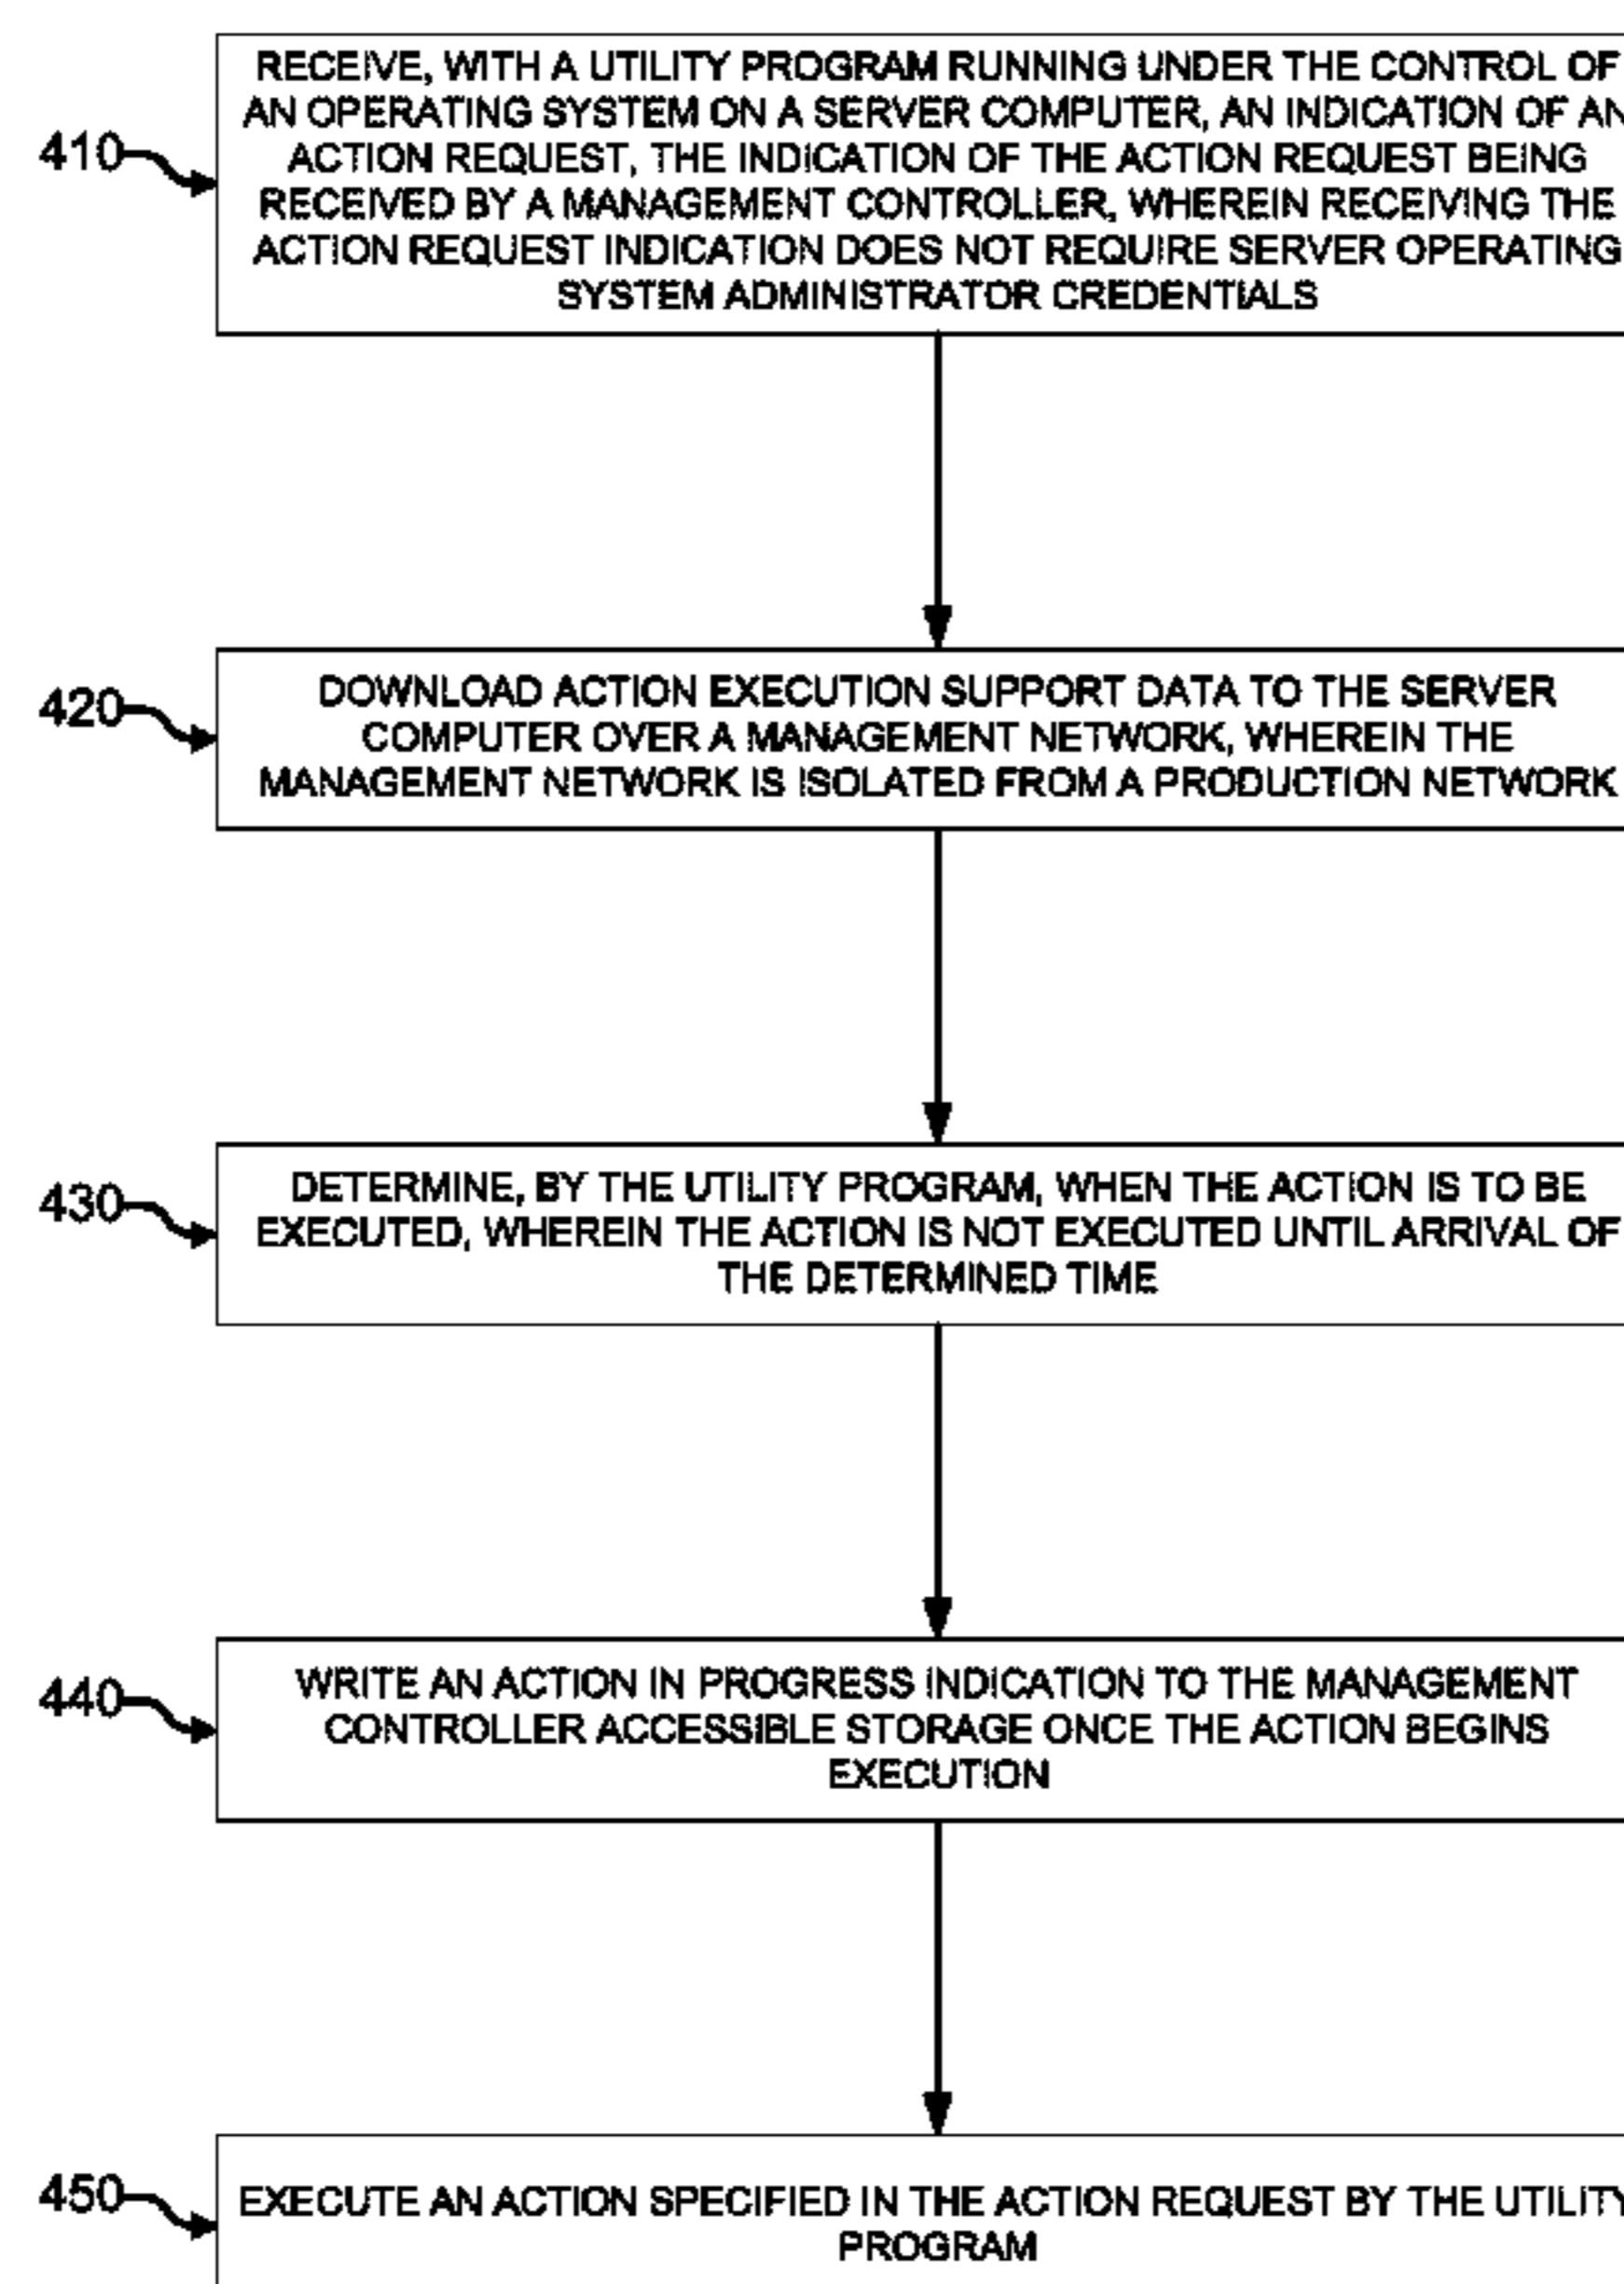 RECEIVE, WITH A UTILITY PROGRAM RUNNING UNDER THE CONTROL OF
AN OPERATING SYSTEM ON A SERVER COMPUTER, AN INDICATION OF AN
410
ACTION REQUEST, THE INDICATION OF THE ACTION REQUEST BEING
RECEIVED BY A MANAGEMENT CONTROLLER, WHEREIN RECEIVING THE
ACTION REQUEST INDICATION DOES NOT REQUIRE SERVER OPERATING
SYSTEM ADMINISTRATOR CREDENTIALS
DOWNLOAD ACTION EXECUTION SUPPORT DATA TO THE SERVER
420
COMPUTER OVER A MANAGEMENT NETWORK, WHEREIN THE
MANAGEMENT NETWORK IS ISOLATED FROM A PRODUCTION NETWORK
DETERMINE, BY THE UTILITY PROGRAM, WHEN THE ACTION IS TO BE
430
EXECUTED, WHEREIN THE ACTION IS NOT EXECUTED UNTIL ARRIVAL OF
THE DETERMINED TIME
WRITE AN ACTION IN PROGRESS INDICATION TO THE MANAGEMENT
440
CONTROLLER ACCESSIBLE STORAGE ONCE THE ACTION BEGINS
EXECUTION
450
EXECUTE AN ACTION SPECIFIED IN THE ACTION REQUEST BY THE UTILITY
PROGRAM